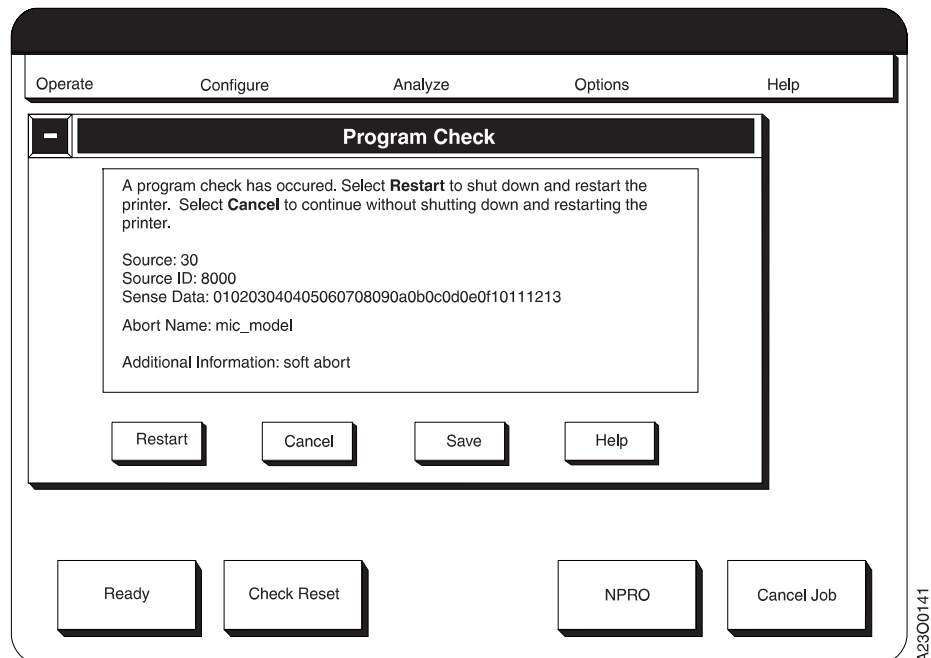 Operate Configure Analyze Options Help
Program Check
A program check has occured. Select Restart to shut down and restart the
printer. Select Cancel to continue without shutting down and restarting the
printer.
Source: 30
Source ID: 8000
Sense Data: 010203040405060708090a0b0c0d0e0f10111213
Abort Name: mic_model
Additional Information: soft abort
Restart Cancel Save Help
Ready Check Reset NPRO Cancel Job
A23O0141